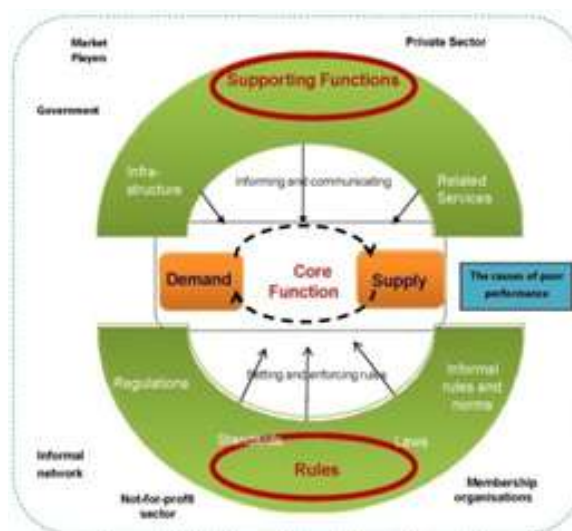 Market
Players
Private Sector
Supporting Functions
Government
Infra-
structure
Informing and communicating
Related
Services
Demand
Core
Function
Supply
The causes of poor
performance
Regulations
Setting and enforcing rules
Informal
rules and
norms
Standards
Laws
Rules
Informal
network
Not-for-profit
sector
Membership
organisations